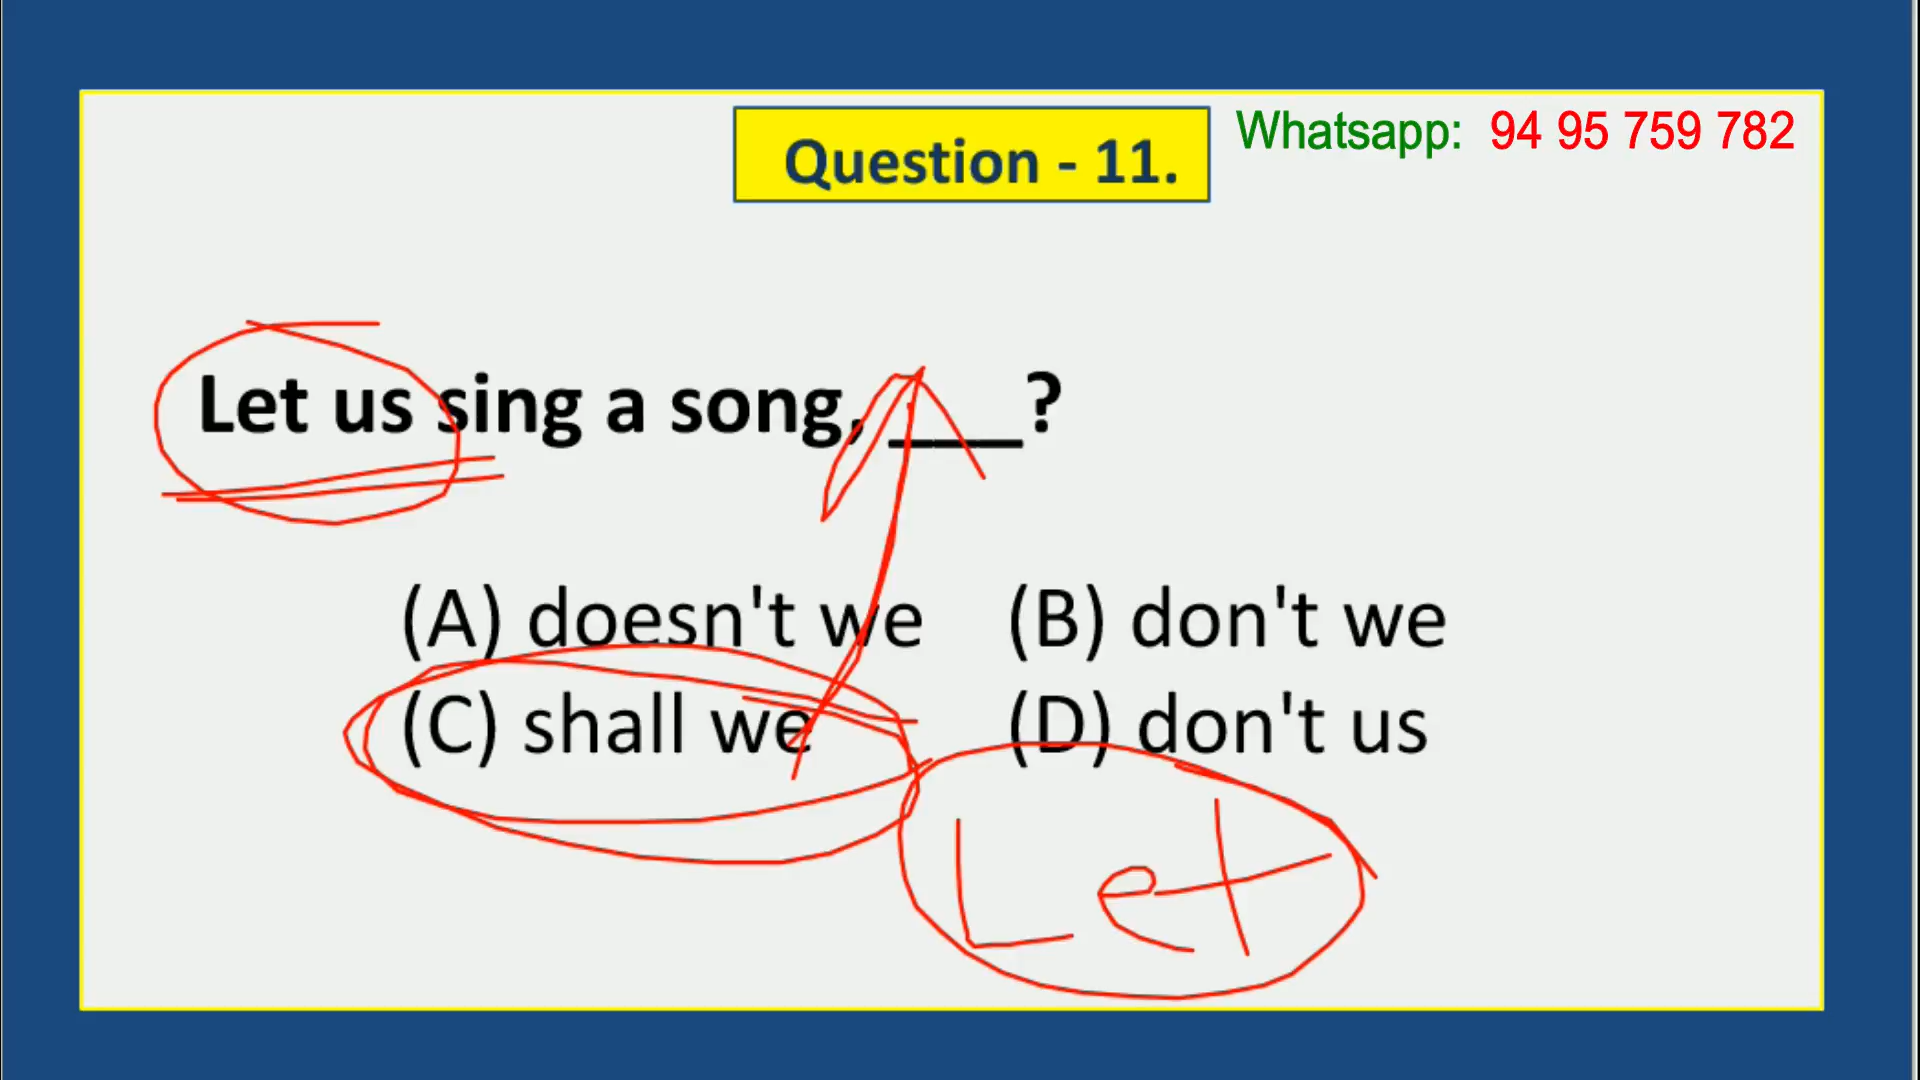 Question - 11.
Whatsapp: 94 95 759 782
Let us sing a song, ___?
(A) doesn't we (B) don't we
(C) shall we (D) don't us
Let